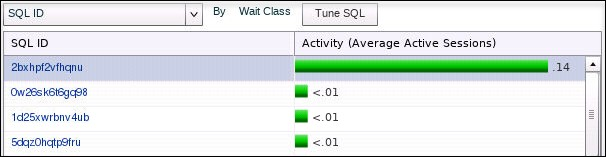 SQL ID By Wait Class Tune SQL
SQL ID Activity (Average Active Sessions)
2bxhpf2vfhqnu .14
0w26sk6t6gq98 <.01
1d25xwrbnv4ub <.01
5dqz0hqtp9fru <.01